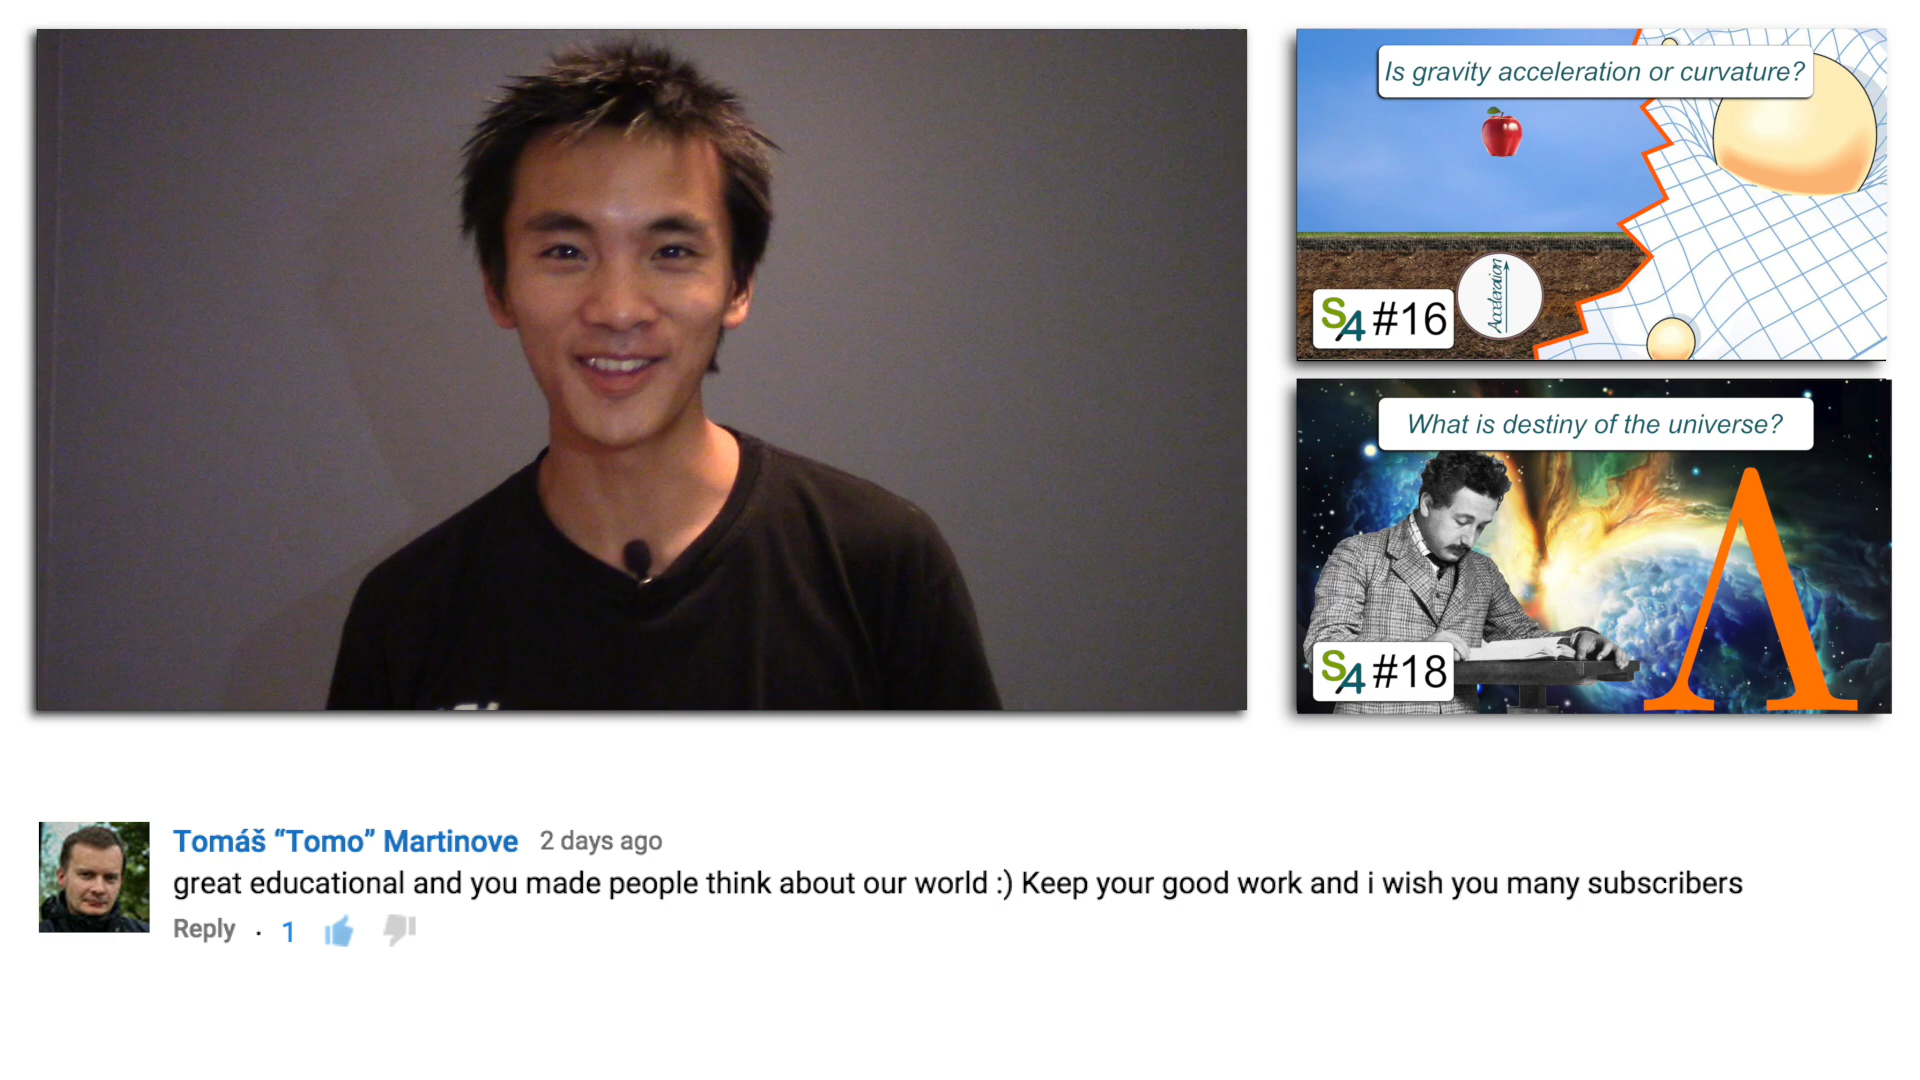 Is gravity acceleration or curvature?
Acceleration
SA #16
What is destiny of the universe?
Λ
SA #18
Tomáš “Tomo” Martinove 2 days ago
great educational and you made people think about our world :) Keep your good work and i wish you many subscribers
Reply · 1